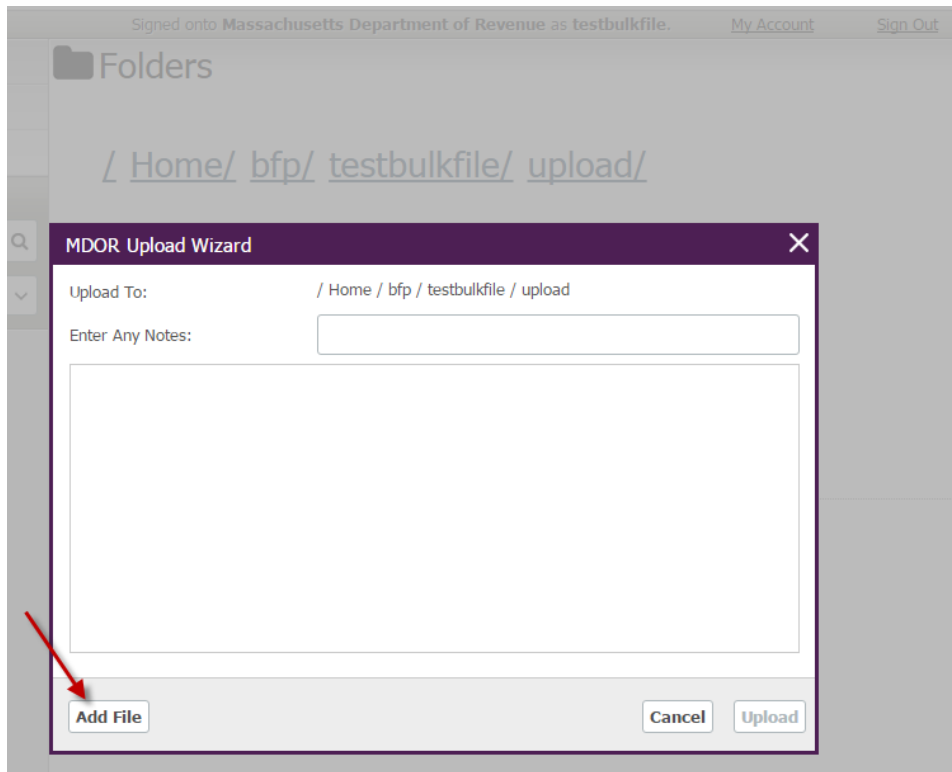 Signed onto Massachusetts Department of Revenue as testbulkfile. My Account Sign Out
Folders
/ Home/ bfp/ testbulkfile/ upload/
MDOR Upload Wizard
Upload To: / Home / bfp / testbulkfile / upload
Enter Any Notes:
Add File Cancel Upload